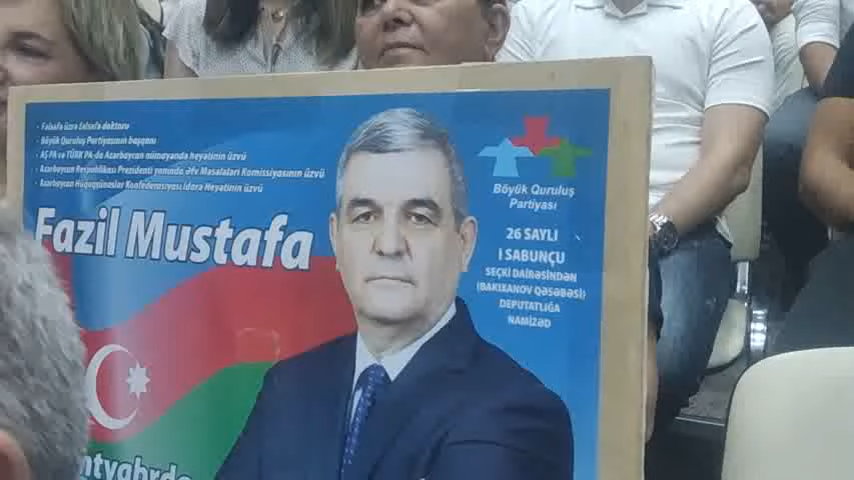 - Fəlsəfə üzrə fəlsəfə doktoru
- Böyük Quruluş Partiyasının başqanı
- AŞ PA və TÜRK PA-da Azərbaycan nümayəndə heyətinin üzvü
- Azərbaycan Respublikası Prezidenti yanında Əfv Məsələləri Komissiyasının üzvü
- Azərbaycan Hüquqşünaslar Konfederasiyası İdarə Heyətinin üzvü
Fazil Mustafa
Böyük Quruluş
Partiyası
26 SAYLI
I SABUNÇU
SEÇKİ DAİRƏSİNDƏN
(BAKIXANOV QƏSƏBƏSİ)
DEPUTATLIĞA
NAMİZƏD